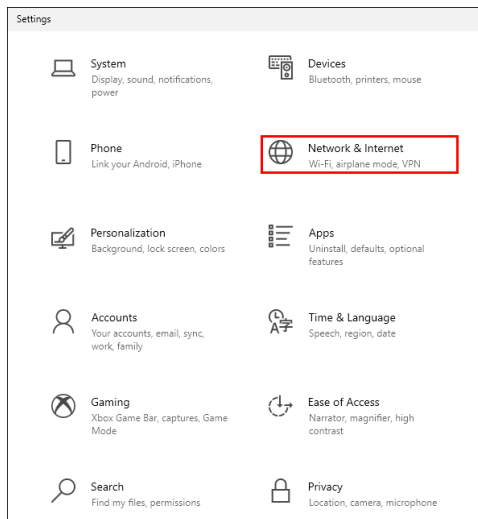 Settings
System
Display, sound, notifications,
power
Devices
Bluetooth, printers, mouse
Phone
Link your Android, iPhone
Network & Internet
Wi-Fi, airplane mode, VPN
Personalization
Background, lock screen, colors
Apps
Uninstall, defaults, optional
features
Accounts
Your accounts, email, sync,
work, family
Time & Language
Speech, region, date
Gaming
Xbox Game Bar, captures, Game
Mode
Ease of Access
Narrator, magnifier, high
contrast
Search
Find my files, permissions
Privacy
Location, camera, microphone